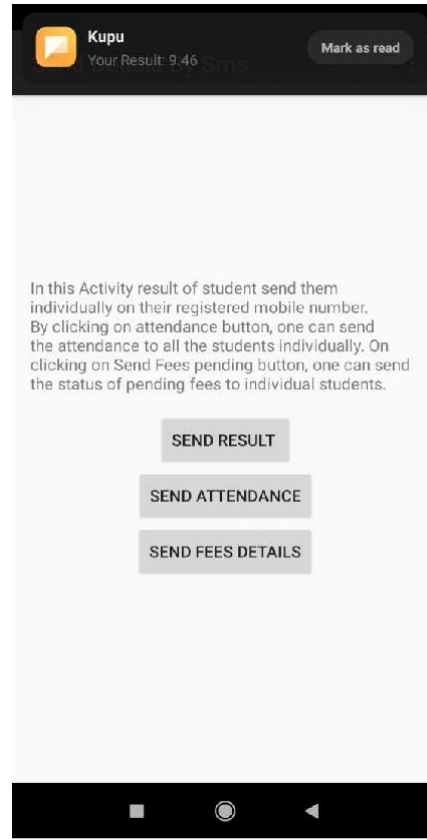 Kupu
Your Result: 9.46
Mark as read
By Sms
In this Activity result of student send them
individually on their registered mobile number.
By clicking on attendance button, one can send
the attendance to all the students individually. On
clicking on Send Fees pending button, one can send
the status of pending fees to individual students.
SEND RESULT
SEND ATTENDANCE
SEND FEES DETAILS